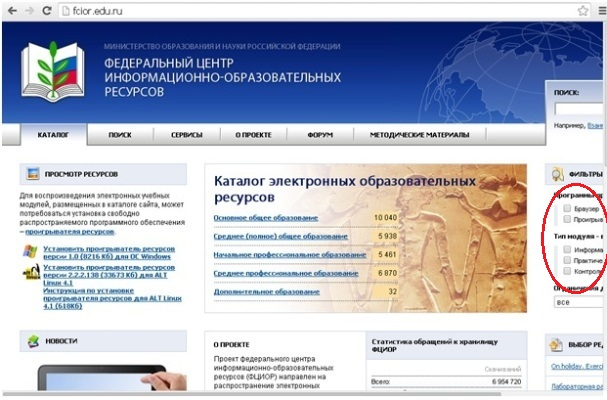 fcior.edu.ru
МИНИСТЕРСТВО ОБРАЗОВАНИЯ И НАУКИ РОССИЙСКОЙ ФЕДЕРАЦИИ
ФЕДЕРАЛЬНЫЙ ЦЕНТР
ИНФОРМАЦИОННО-ОБРАЗОВАТЕЛЬНЫХ
РЕСУРСОВ
ПОИСК:
Например,
КАТАЛОГ ПОИСК СЕРВИСЫ О ПРОЕКТЕ ФОРУМ МЕТОДИЧЕСКИЕ МАТЕРИАЛЫ
ПРОСМОТР РЕСУРСОВ
Для воспроизведения электронных учебных
модулей, размещенных в каталоге сайта, может
потребоваться установка свободно
распространяемого программного обеспечения
– проигрывателя ресурсов.
Установить проигрыватель ресурсов
версии 1.0 (8216 Кб) для ОС Windows
Установить проигрыватель ресурсов
версии 2.2.2.138 (33673 Кб) для ALT
Linux 4.1
Инструкция по установке
проигрывателя ресурсов для ALT Linux
4.1 (618Кб)
НОВОСТИ
Каталог электронных образовательных
ресурсов
Основное общее образование 10 040
Среднее (полное) общее образование 5 938
Начальное профессиональное образование 5 461
Среднее профессиональное образование 6 870
Дополнительное образование 32
О ПРОЕКТЕ
Проект федерального центра
информационно-образовательных
ресурсов (ФЦИОР) направлен на
распространение электронных
Статистика обращений к хранилищу
ФЦИОР
Скачиваний
Всего: 6 954 720
ФИЛЬТРЫ
Браузер
Проигрыв
Тип модуля - в
Информа
Практиче
Контрол
все
ВЫБОР РЕД
On holiday. Exerci
Лабораторная ра